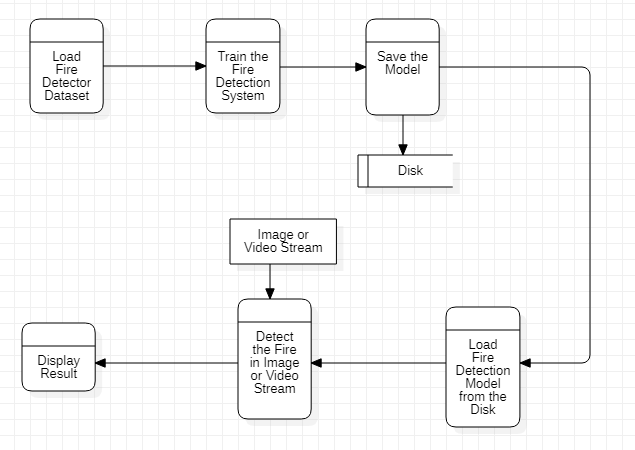 Load
Fire
Detector
Dataset
Train the
Fire
Detection
System
Save the
Model
Disk
Image or
Video Stream
Display
Result
Detect
the Fire
in Image
or Video
Stream
Load
Fire
Detection
Model
from the
Disk